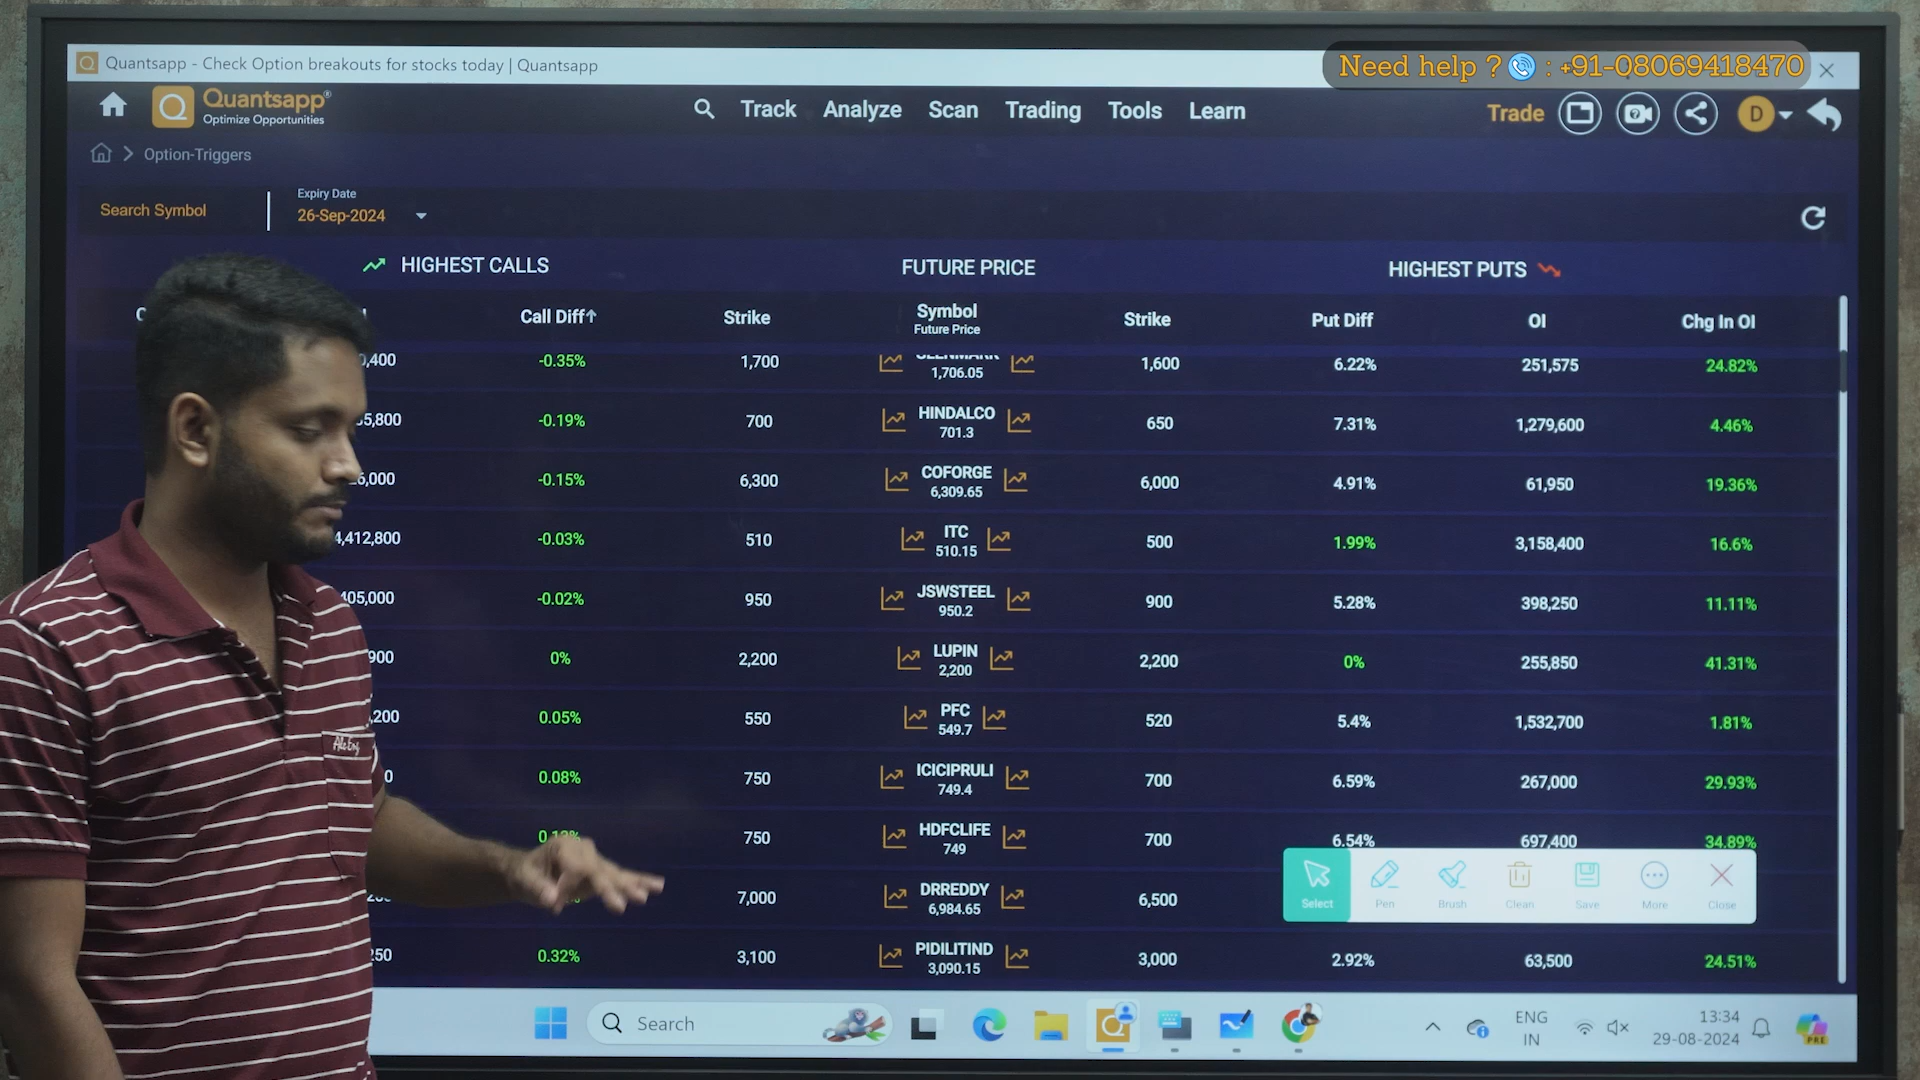 Quantsapp - Check Option breakouts for stocks today | Quantsapp
Need help ? : +91-08069418470
Quantsapp®
Optimize Opportunities
Track Analyze Scan Trading Tools Learn
Trade D
Option-Triggers
Search Symbol
Expiry Date
26-Sep-2024
HIGHEST CALLS FUTURE PRICE HIGHEST PUTS
Call Diff↑ Strike Symbol Strike Put Diff OI Chg In OI
Future Price
-0.35% 1,700 GLENMARK 1,600 6.22% 251,575 24.82%
1,706.05
-0.19% 700 HINDALCO 650 7.31% 1,279,600 4.46%
701.3
-0.15% 6,300 COFORGE 6,000 4.91% 61,950 19.36%
6,309.65
4,412,800 -0.03% 510 ITC 500 1.99% 3,158,400 16.6%
510.15
405,000 -0.02% 950 JSWSTEEL 900 5.28% 398,250 11.11%
950.2
900 0% 2,200 LUPIN 2,200 0% 255,850 41.31%
2,200
,200 0.05% 550 PFC 520 5.4% 1,532,700 1.81%
549.7
0 0.08% 750 ICICIPRULI 700 6.59% 267,000 29.93%
749.4
750 HDFCLIFE 700 6.54% 697,400 34.89%
749
7,000 DRREDDY 6,500
6,984.65
250 0.32% 3,100 PIDILITIND 3,000 2.92% 63,500 24.51%
3,090.15
Select Pen Brush Clean Save More Close
Search
ENG
IN
13:34
29-08-2024
PRE